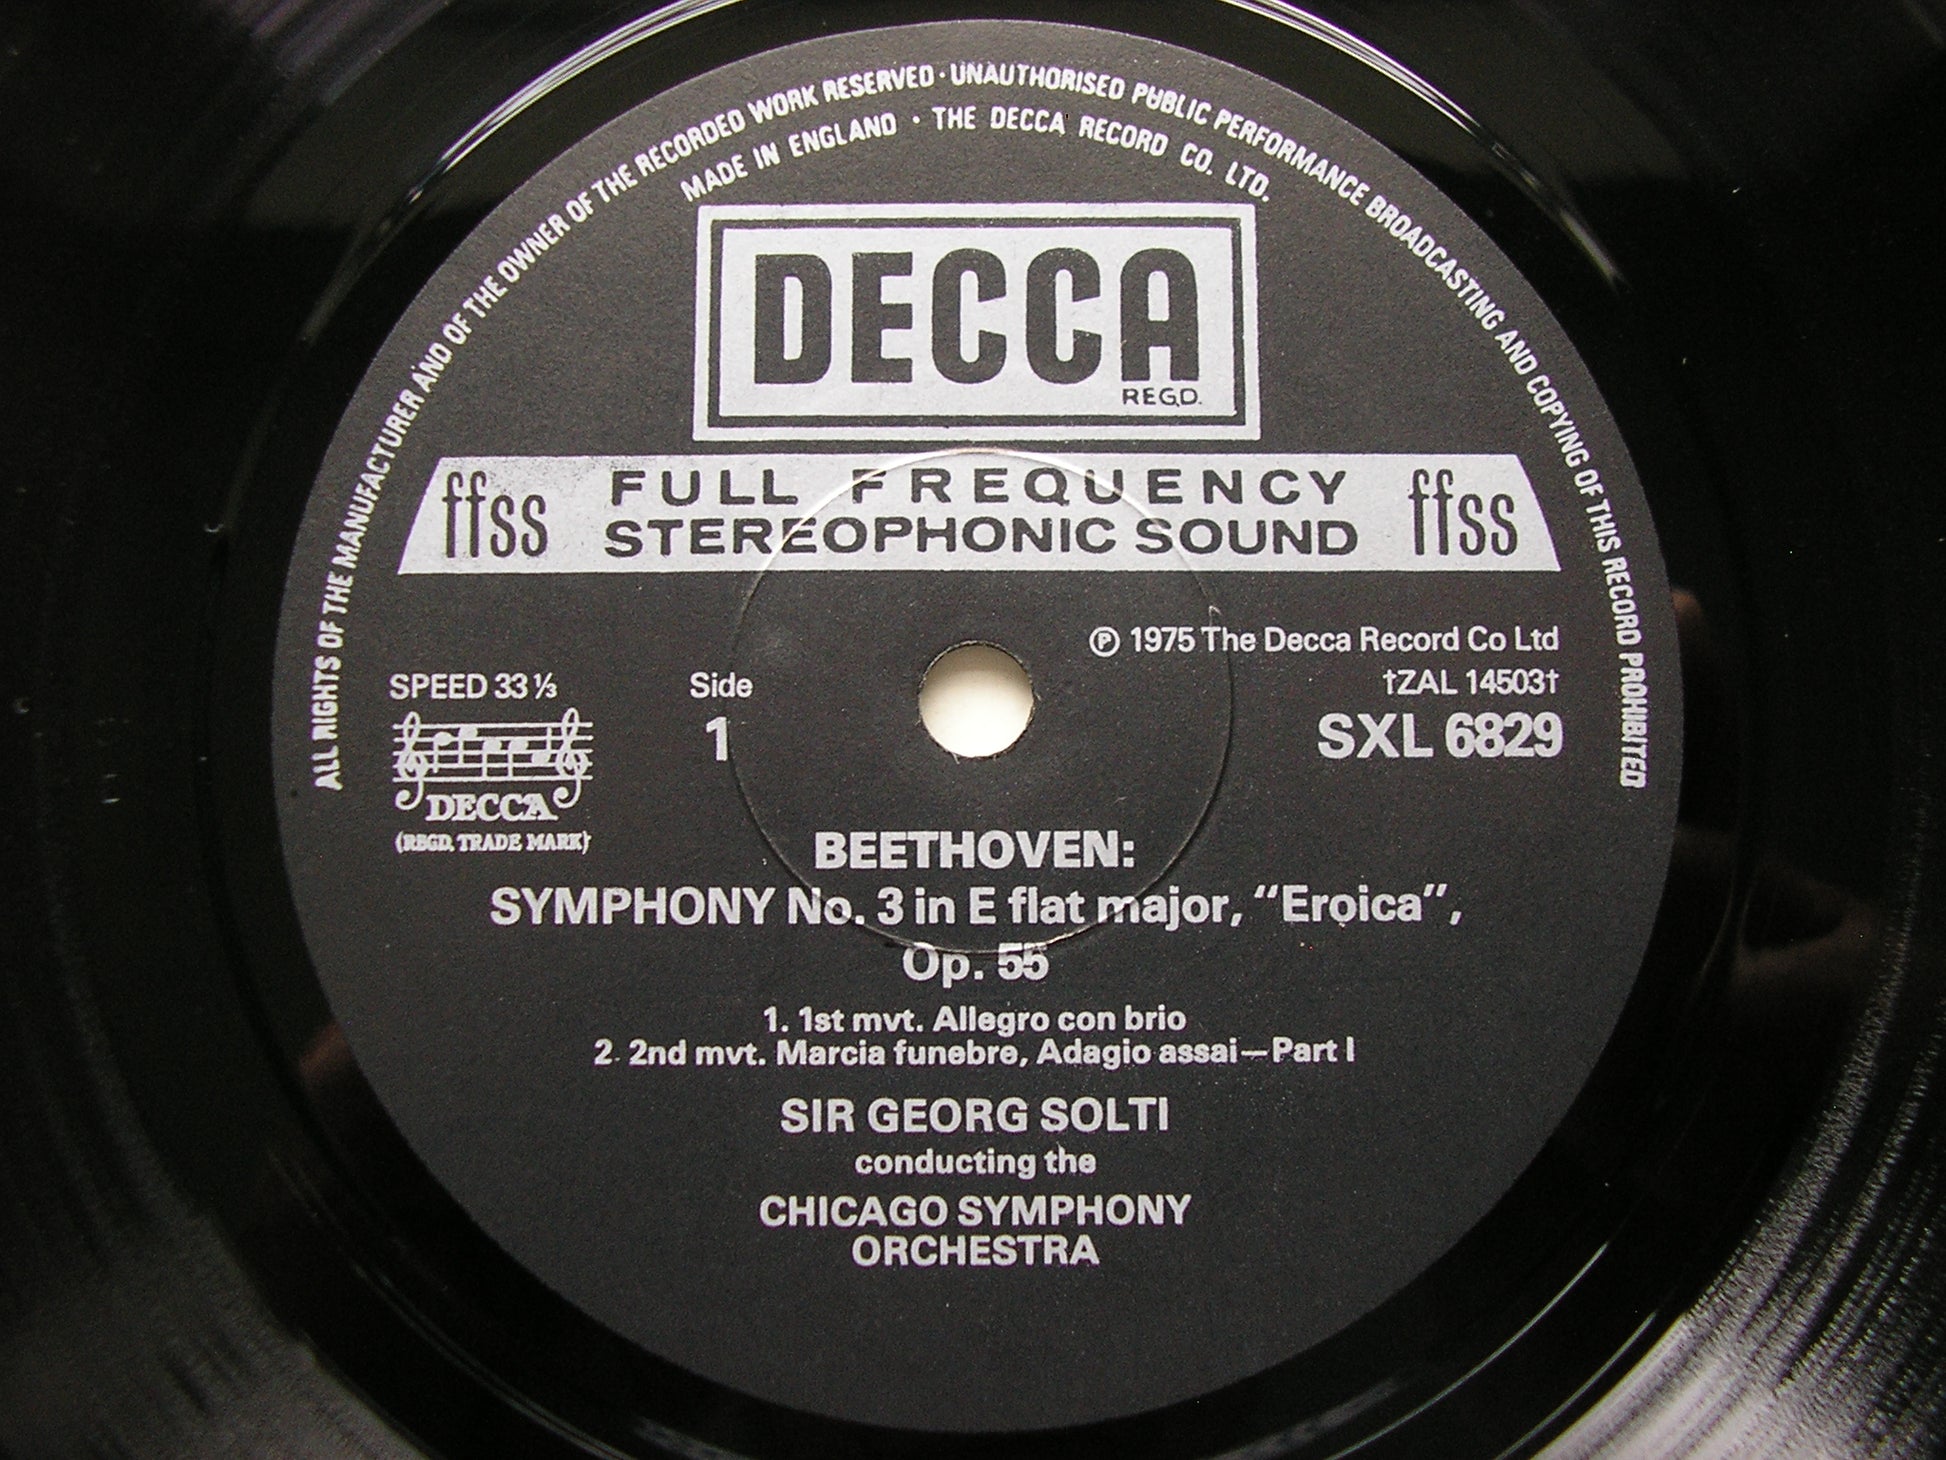 ALL RIGHTS OF THE MANUFACTURER AND OF THE OWNER OF THE RECORDED WORK RESERVED · UNAUTHORISED PUBLIC PERFORMANCE BROADCASTING AND COPYING OF THIS RECORD PROHIBITED
MADE IN ENGLAND · THE DECCA RECORD CO. LTD.
DECCA
REGD.
ffss FULL FREQUENCY STEREOPHONIC SOUND ffss
℗ 1975 The Decca Record Co Ltd
SPEED 33 ⅓
Side
†ZAL 14503†
1
SXL 6829
DECCA
(REGD. TRADE MARK)
BEETHOVEN:
SYMPHONY No. 3 in E flat major, “Eroica”,
Op. 55
1. 1st mvt. Allegro con brio
2. 2nd mvt. Marcia funebre, Adagio assai—Part I
SIR GEORG SOLTI
conducting the
CHICAGO SYMPHONY
ORCHESTRA